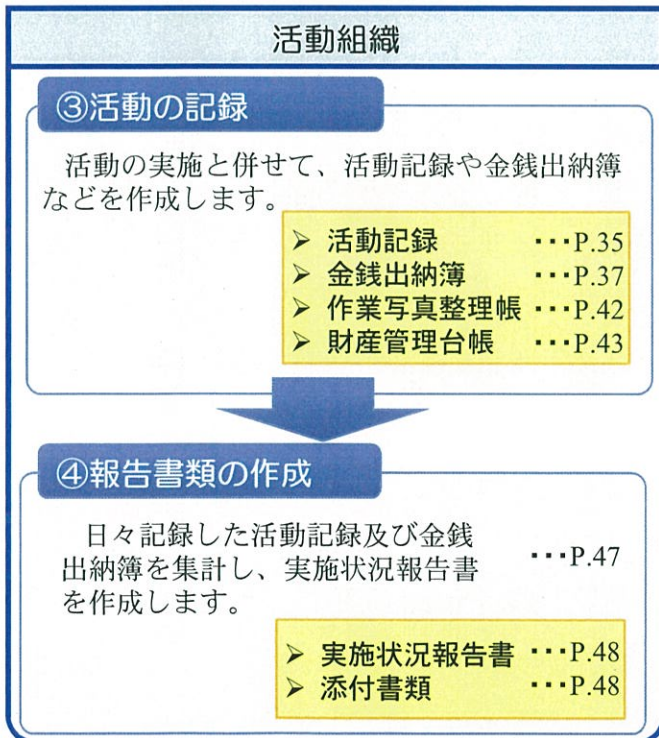 活動組織
③活動の記録
活動の実施と併せて、活動記録や金銭出納簿
などを作成します。
➢ 活動記録 ・・・P.35
➢ 金銭出納簿 ・・・P.37
➢ 作業写真整理帳 ・・・P.42
➢ 財産管理台帳 ・・・P.43
④報告書類の作成
日々記録した活動記録及び金銭
出納簿を集計し、実施状況報告書 ・・・P.47
を作成します。
➢ 実施状況報告書 ・・・P.48
➢ 添付書類 ・・・P.48